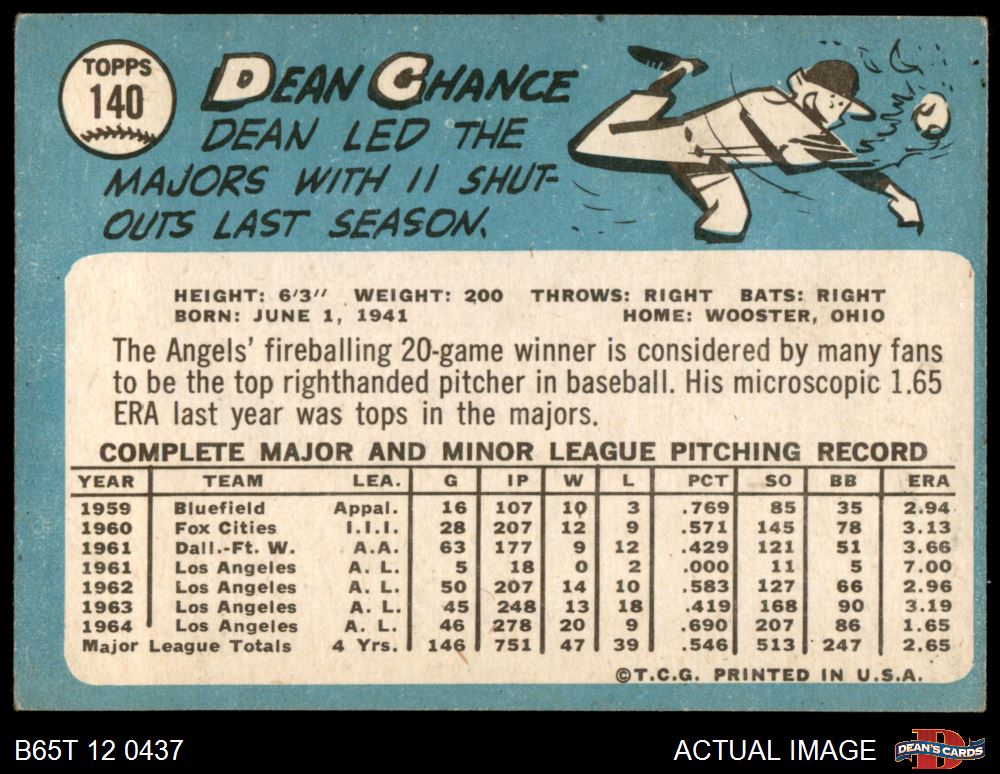 TOPPS
140
DEAN CHANCE
DEAN LED THE
MAJORS WITH 11 SHUT-
OUTS LAST SEASON.
HEIGHT: 6'3" WEIGHT: 200 THROWS: RIGHT BATS: RIGHT
BORN: JUNE 1, 1941 HOME: WOOSTER, OHIO
The Angels' fireballing 20-game winner is considered by many fans
to be the top righthanded pitcher in baseball. His microscopic 1.65
ERA last year was tops in the majors.
COMPLETE MAJOR AND MINOR LEAGUE PITCHING RECORD
YEAR TEAM LEA. G IP W L PCT SO BB ERA
1959 Bluefield Appal. 16 107 10 3 .769 85 35 2.94
1960 Fox Cities I.I.I. 28 207 12 9 .571 145 78 3.13
1961 Dall.-Ft. W. A.A. 63 177 9 12 .429 121 51 3.66
1961 Los Angeles A. L. 5 18 0 2 .000 11 5 7.00
1962 Los Angeles A. L. 50 207 14 10 .583 127 66 2.96
1963 Los Angeles A. L. 45 248 13 18 .419 168 90 3.19
1964 Los Angeles A. L. 46 278 20 9 .690 207 86 1.65
Major League Totals 4 Yrs. 146 751 47 39 .546 513 247 2.65
©T.C.G. PRINTED IN U.S.A.
B65T 12 0437
ACTUAL IMAGE
D
DEAN'S CARDS